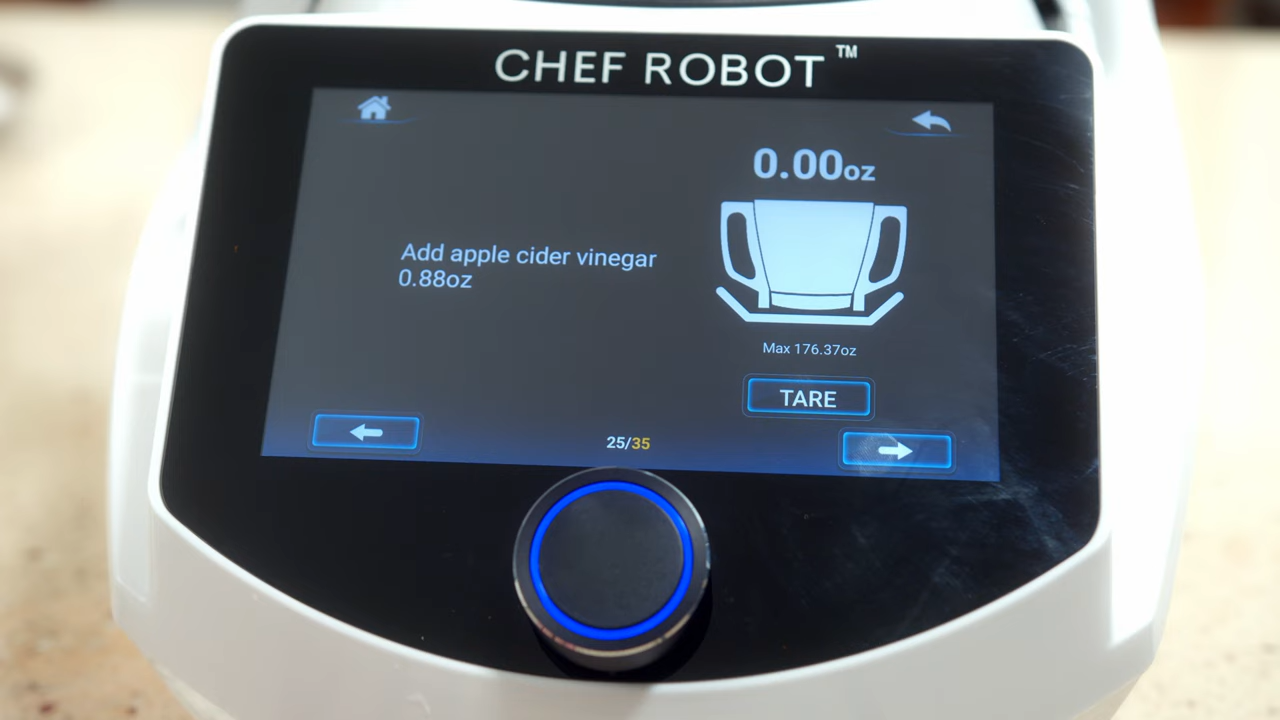 CHEF ROBOT™
0.00oz
Add apple cider vinegar
0.88oz
Max 176.37oz
TARE
25/35